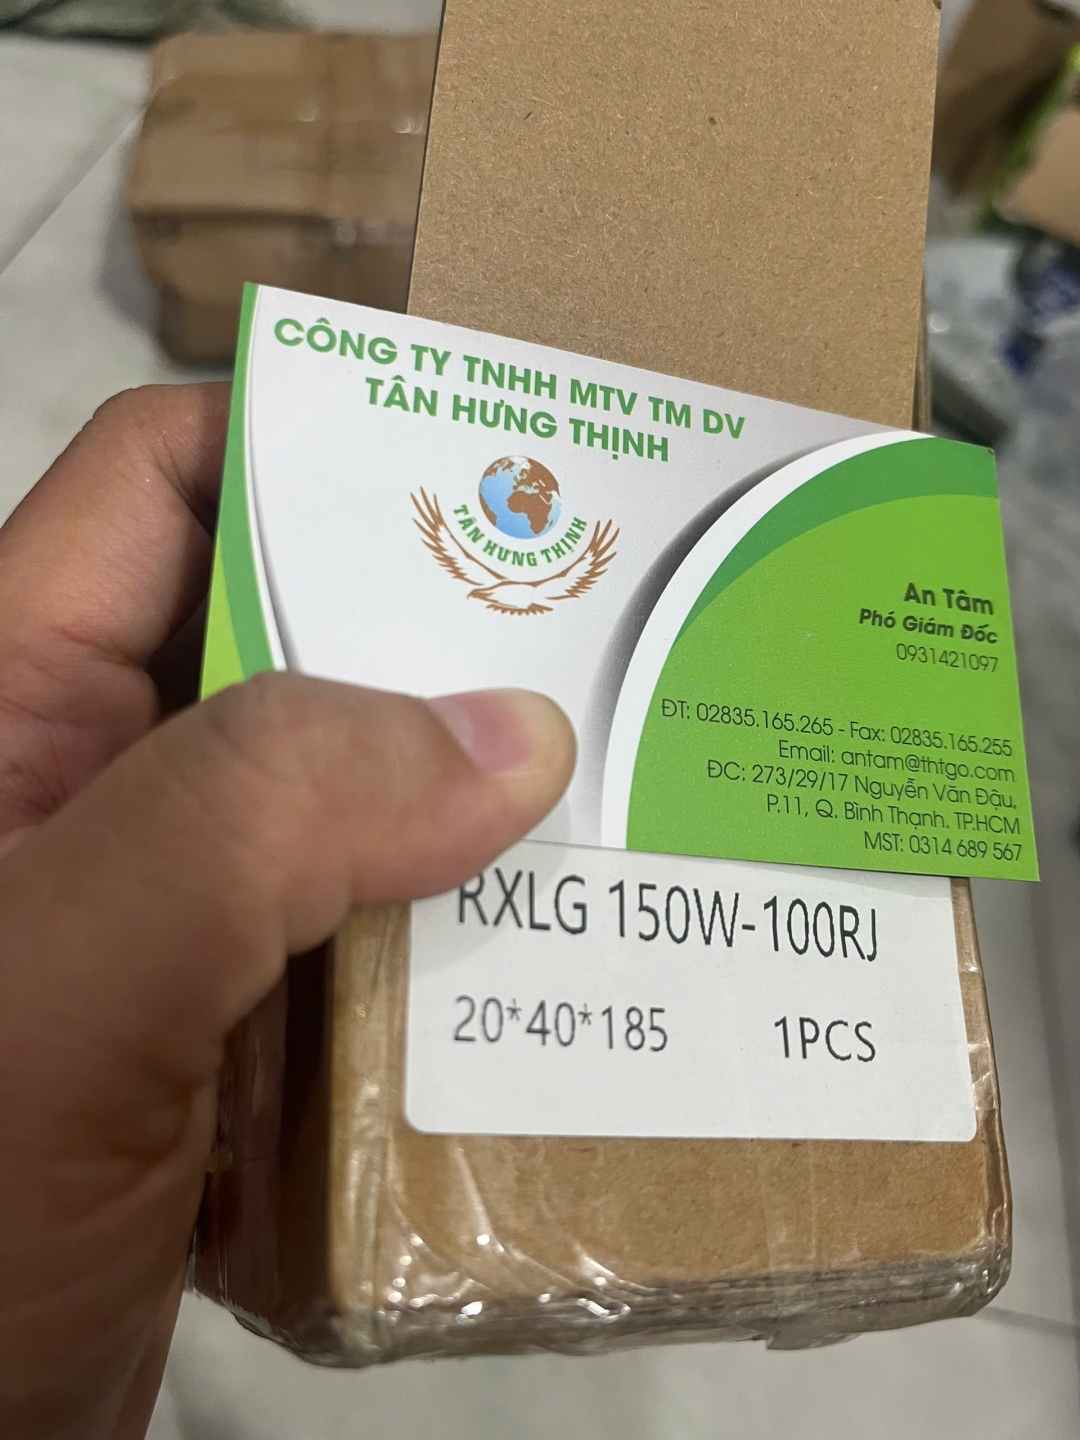 CÔNG TY TNHH MTV TM DV
TÂN HƯNG THỊNH
TÂN HƯNG THỊNH
An Tâm
Phó Giám Đốc
0931421097
ĐT: 02835.165.265 - Fax: 02835.165.255
Email: antam@thtgo.com
ĐC: 273/29/17 Nguyễn Văn Đậu,
P.11, Q. Bình Thạnh. TP.HCM
MST: 0314 689 567
RXLG 150W-100RJ
20*40*185 1PCS